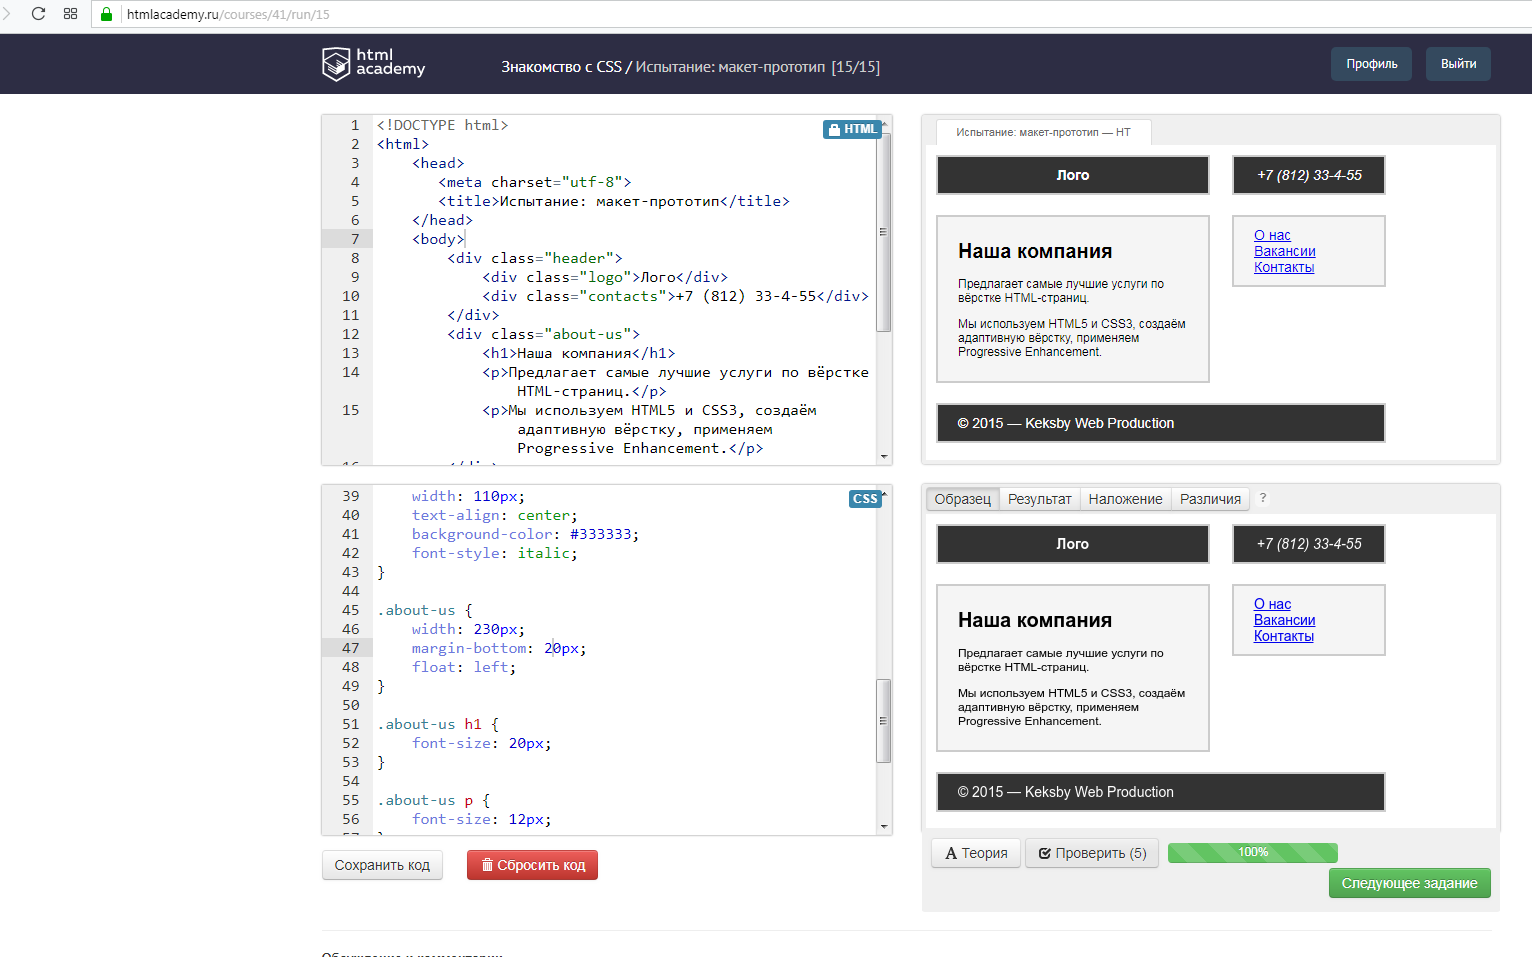 htmlacademy.ru/courses/41/run/15
html
academy
Знакомство с CSS / Испытание: макет-прототип [15/15]
Профиль
Выйти
HTML
1 <!DOCTYPE html>
2 <html>
3 <head>
4 <meta charset="utf-8">
5 <title>Испытание: макет-прототип</title>
6 </head>
7 <body>
8 <div class="header">
9 <div class="logo">Лого</div>
10 <div class="contacts">+7 (812) 33-4-55</div>
11 </div>
12 <div class="about-us">
13 <h1>Наша компания</h1>
14 <p>Предлагает самые лучшие услуги по вёрстке
HTML-страниц.</p>
15 <p>Мы используем HTML5 и CSS3, создаём
адаптивную вёрстку, применяем
Progressive Enhancement.</p>
16 </div>
Испытание: макет-прототип — HT
Лого
+7 (812) 33-4-55
Наша компания
Предлагает самые лучшие услуги по
вёрстке HTML-страниц.
Мы используем HTML5 и CSS3, создаём
адаптивную вёрстку, применяем
Progressive Enhancement.
О нас
Вакансии
Контакты
© 2015 — Keksby Web Production
CSS
39 width: 110px;
40 text-align: center;
41 background-color: #333333;
42 font-style: italic;
43 }
44
45 .about-us {
46 width: 230px;
47 margin-bottom: 20px;
48 float: left;
49 }
50
51 .about-us h1 {
52 font-size: 20px;
53 }
54
55 .about-us p {
56 font-size: 12px;
57 }
Образец
Результат
Наложение
Различия
?
Лого
+7 (812) 33-4-55
Наша компания
Предлагает самые лучшие услуги по
вёрстке HTML-страниц.
Мы используем HTML5 и CSS3, создаём
адаптивную вёрстку, применяем
Progressive Enhancement.
О нас
Вакансии
Контакты
© 2015 — Keksby Web Production
Сохранить код
Сбросить код
Теория
Проверить (5)
100%
Следующее задание
Обсуждение и комментарии